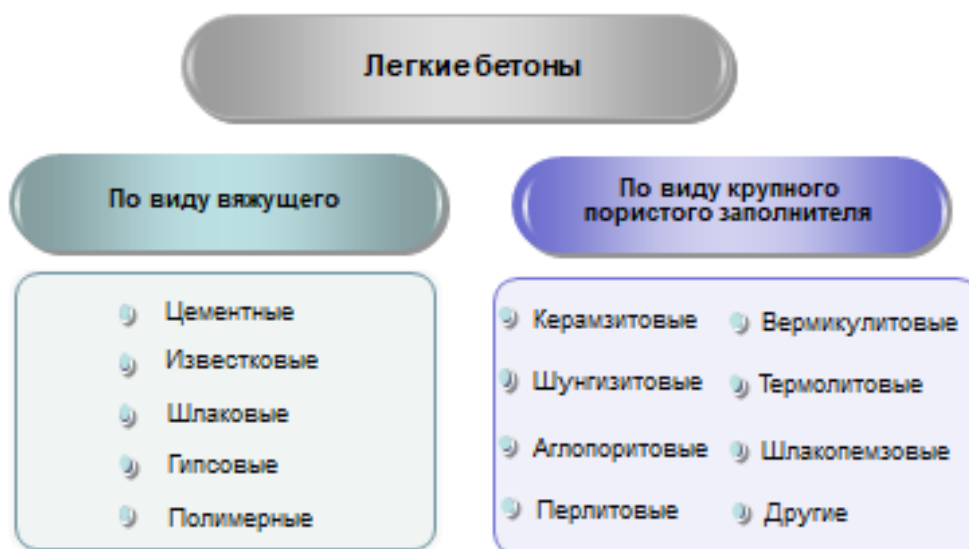 Легкие бетоны
По виду вяжущего
Цементные
Известковые
Шлаковые
Гипсовые
Полимерные
По виду крупного
пористого заполнителя
Керамзитовые
Шунгизитовые
Аглопоритовые
Перлитовые
Вермикулитовые
Термолитовые
Шлакопемзовые
Другие